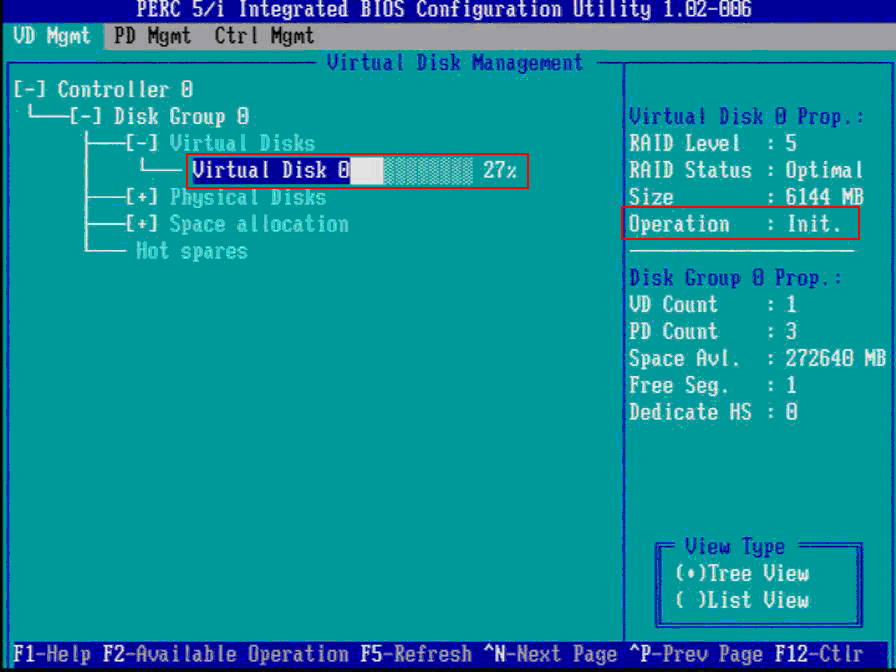 PERC 5/i Integrated BIOS Configuration Utility 1.02-006
VD Mgmt PD Mgmt Ctrl Mgmt
Virtual Disk Management
[-] Controller 0
[-] Disk Group 0
[-] Virtual Disks
Virtual Disk 0 27%
[+] Physical Disks
[+] Space allocation
Hot spares
Virtual Disk 0 Prop.:
RAID Level : 5
RAID Status : Optimal
Size : 6144 MB
Operation : Init.
Disk Group 0 Prop.:
VD Count : 1
PD Count : 3
Space Avl. : 272640 MB
Free Seg. : 1
Dedicate HS : 0
View Type
(•)Tree View
( )List View
F1-Help F2-Available Operation F5-Refresh ^N-Next Page ^P-Prev Page F12-Ctlr